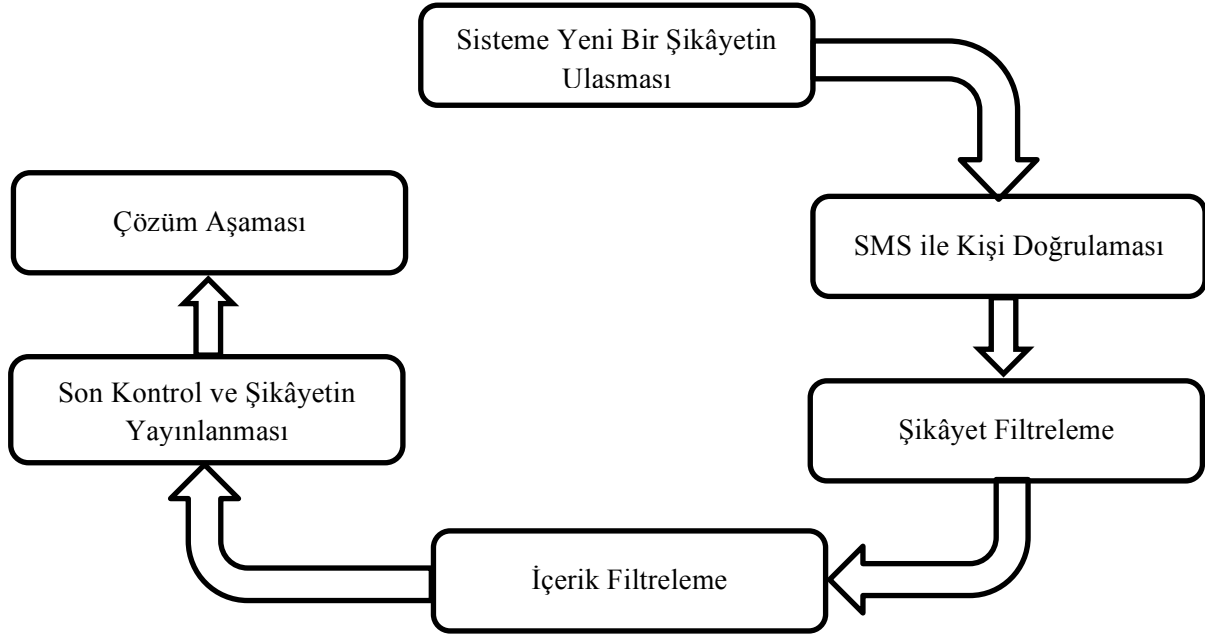 Sisteme Yeni Bir Şikâyetin
Ulasması
SMS ile Kişi Doğrulaması
Şikâyet Filtreleme
İçerik Filtreleme
Son Kontrol ve Şikâyetin
Yayınlanması
Çözüm Aşaması